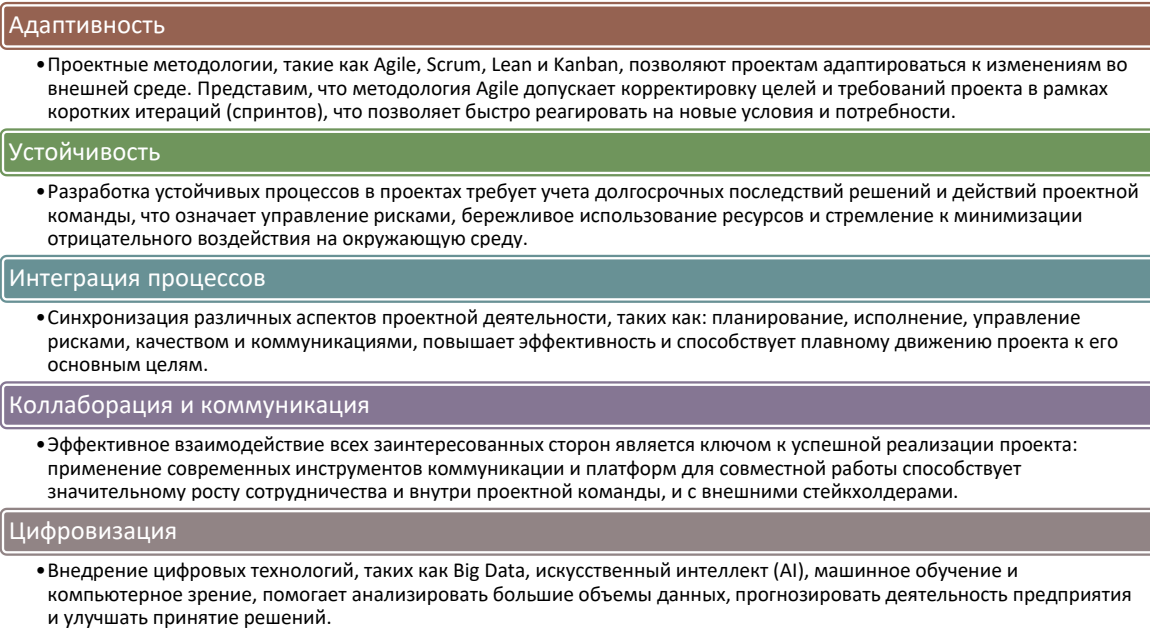 Адаптивность
•Проектные методологии, такие как Agile, Scrum, Lean и Kanban, позволяют проектам адаптироваться к изменениям во
внешней среде. Представим, что методология Agile допускает корректировку целей и требований проекта в рамках
коротких итераций (спринтов), что позволяет быстро реагировать на новые условия и потребности.
Устойчивость
•Разработка устойчивых процессов в проектах требует учета долгосрочных последствий решений и действий проектной
команды, что означает управление рисками, бережливое использование ресурсов и стремление к минимизации
отрицательного воздействия на окружающую среду.
Интеграция процессов
•Синхронизация различных аспектов проектной деятельности, таких как: планирование, исполнение, управление
рисками, качеством и коммуникациями, повышает эффективность и способствует плавному движению проекта к его
основным целям.
Коллаборация и коммуникация
•Эффективное взаимодействие всех заинтересованных сторон является ключом к успешной реализации проекта:
применение современных инструментов коммуникации и платформ для совместной работы способствует
значительному росту сотрудничества и внутри проектной команды, и с внешними стейкхолдерами.
Цифровизация
•Внедрение цифровых технологий, таких как Big Data, искусственный интеллект (AI), машинное обучение и
компьютерное зрение, помогает анализировать большие объемы данных, прогнозировать деятельность предприятия
и улучшать принятие решений.